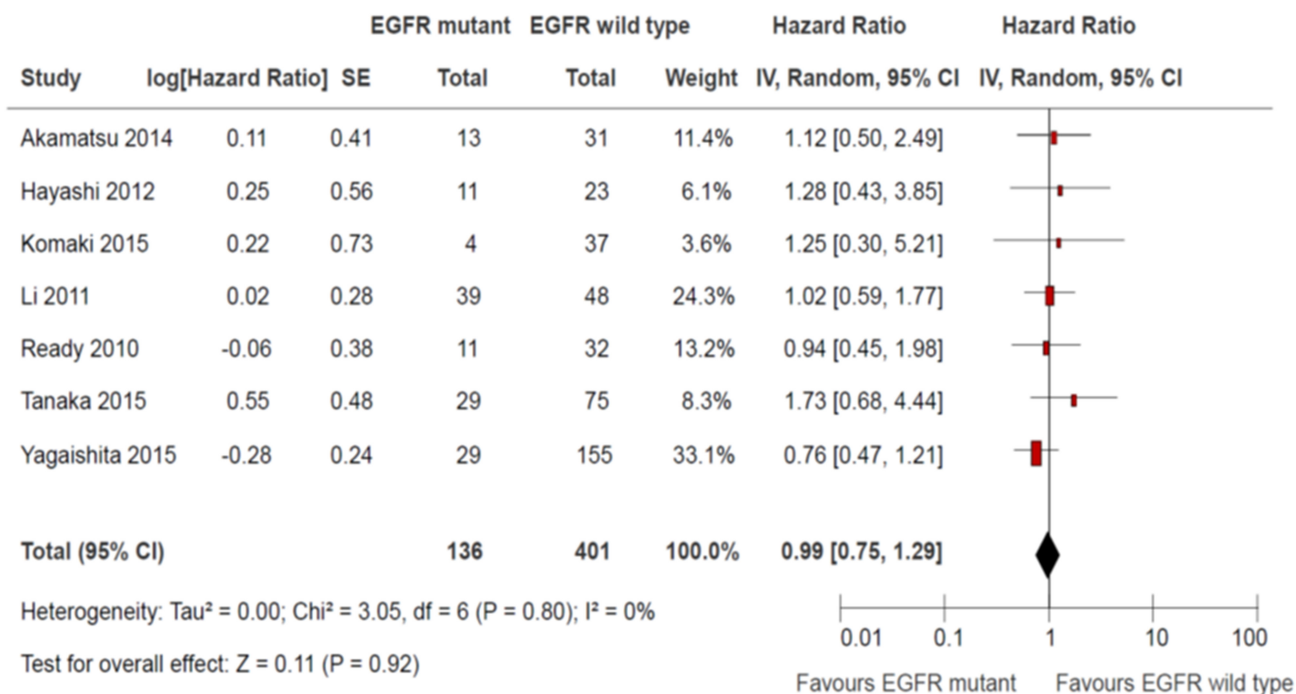 EGFR mutant EGFR wild type Hazard Ratio Hazard Ratio
Study log[Hazard Ratio] SE Total Total Weight IV, Random, 95% CI IV, Random, 95% CI
Akamatsu 2014 0.11 0.41 13 31 11.4% 1.12 [0.50, 2.49]
Hayashi 2012 0.25 0.56 11 23 6.1% 1.28 [0.43, 3.85]
Komaki 2015 0.22 0.73 4 37 3.6% 1.25 [0.30, 5.21]
Li 2011 0.02 0.28 39 48 24.3% 1.02 [0.59, 1.77]
Ready 2010 -0.06 0.38 11 32 13.2% 0.94 [0.45, 1.98]
Tanaka 2015 0.55 0.48 29 75 8.3% 1.73 [0.68, 4.44]
Yagaishita 2015 -0.28 0.24 29 155 33.1% 0.76 [0.47, 1.21]
Total (95% CI) 136 401 100.0% 0.99 [0.75, 1.29]
Heterogeneity: Tau² = 0.00; Chi² = 3.05, df = 6 (P = 0.80); I² = 0%
0.01 0.1 1 10 100
Test for overall effect: Z = 0.11 (P = 0.92)
Favours EGFR mutant Favours EGFR wild type